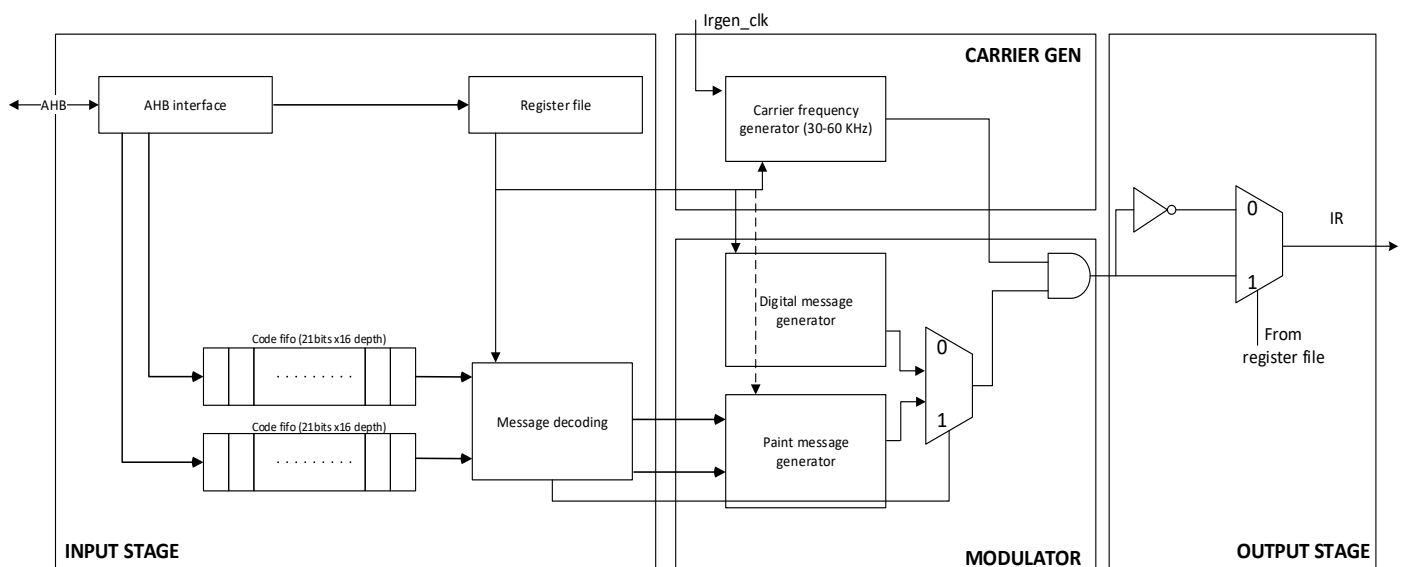 Irgen_clk
CARRIER GEN
AHB
AHB interface
Register file
Carrier frequency
generator (30-60 KHz)
0
IR
1
Digital message
generator
From
register file
Code fifo (21bits x16 depth)
. . . . . . . . .
0
Message decoding
Code fifo (21bits x16 depth)
. . . . . . . . .
Paint message
generator
1
INPUT STAGE
MODULATOR
OUTPUT STAGE